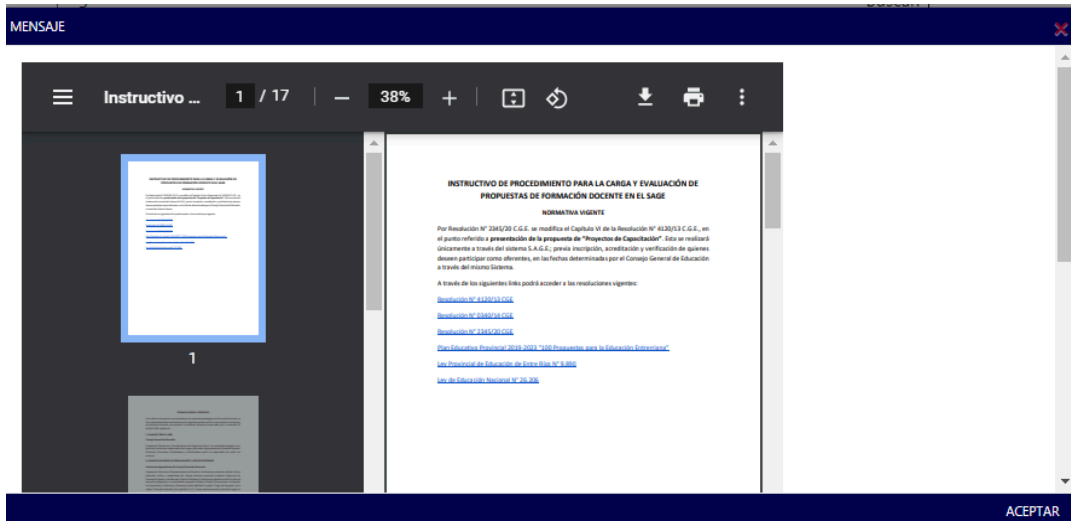 MENSAJE
Instructivo ... 1 / 17 38%
1
INSTRUCTIVO DE PROCEDIMIENTO PARA LA CARGA Y EVALUACIÓN DE
PROPUESTAS DE FORMACIÓN DOCENTE EN EL SAGE
NORMATIVA VIGENTE
Por Resolución N° 2345/20 C.G.E. se modifica el Capítulo VI de la Resolución N° 4120/13 C.G.E., en
el punto referido a presentación de la propuesta de "Proyectos de Capacitación". Esta se realizará
únicamente a través del sistema S.A.G.E.; previa inscripción, acreditación y verificación de quienes
deseen participar como oferentes, en las fechas determinadas por el Consejo General de Educación
a través del mismo Sistema.
A través de los siguientes links podrá acceder a las resoluciones vigentes:
Resolución N° 4120/13 CGE
Resolución N° 0340/14 CGE
Resolución N° 2345/20 CGE
Plan Educativo Provincial 2019-2023 "100 Propuestas para la Educación Entrerriana"
Ley Provincial de Educación de Entre Ríos N° 9.890
Ley de Educación Nacional N° 26.206
ACEPTAR